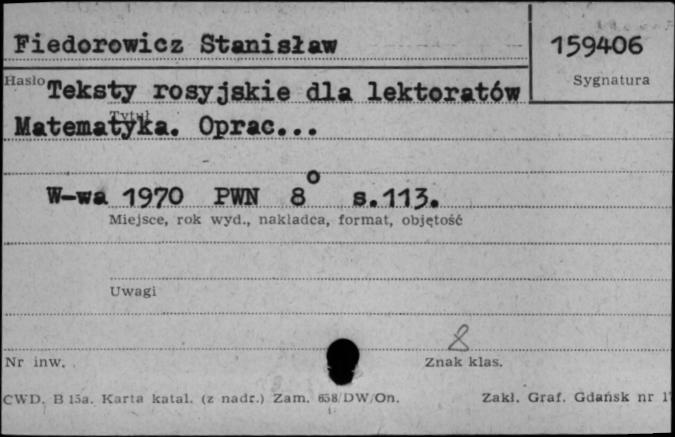 Fiedorowicz Stanisław
159406
Hasło
Sygnatura
Teksty rosyjskie dla lektoratów
Tytuł
Matematyka. Oprac...
W-wa 1970 PWN 8° s.113.
Miejsce, rok wyd., nakładca, format, objętość
Uwagi
8
Nr inw.
Znak klas.
CWD. B 15a. Karta katal. (z nadr.) Zam. 658/DW/On.
Zakł. Graf. Gdańsk nr 1